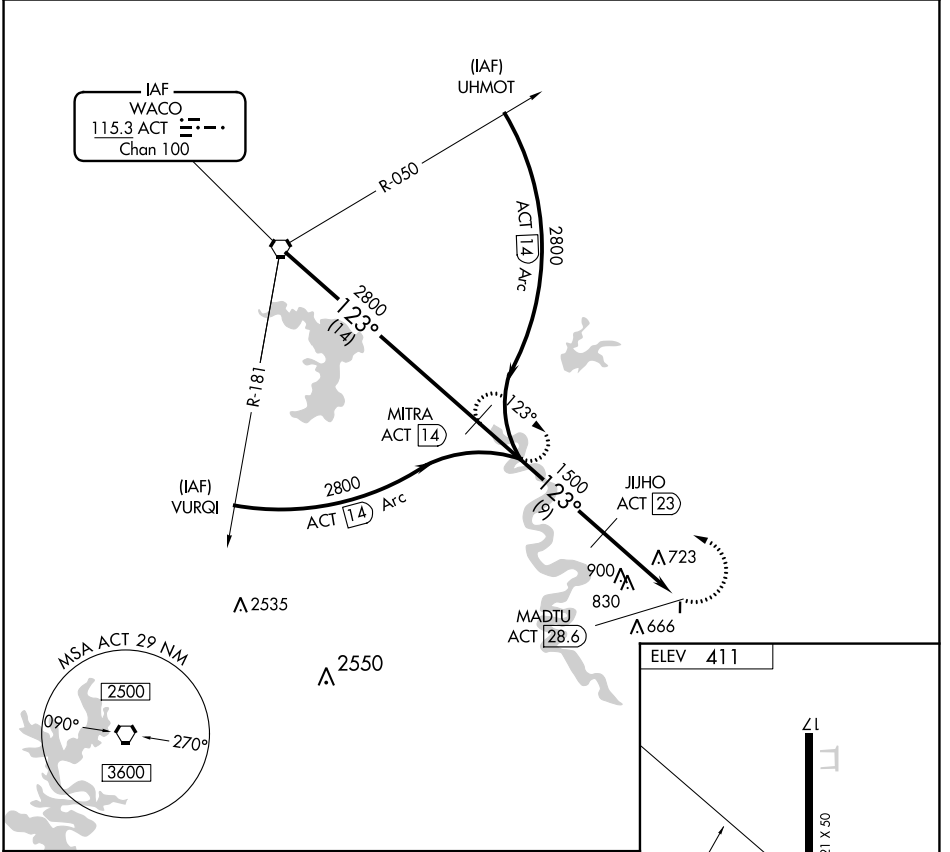 (IAF)
UHMOT
IAF
WACO
115.3 ACT
Chan 100
R-050
ACT 14 Arc
2800
2800
123°
(14)
R-181
MITRA
ACT 14
123°
(IAF)
VURQI
2800
ACT 14 Arc
1500
123°
(9)
JIJHO
ACT 23
723
900
830
MADTU
ACT 28.6
666
2535
2550
MSA ACT 29 NM
2500
090°
270°
3600
ELEV 411
17
21 X 50